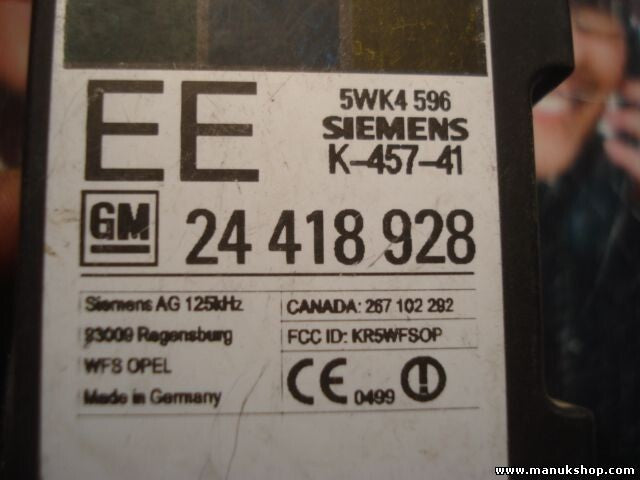 EE
5WK4 596
SIEMENS
K-457-41
GM
24 418 928
Siemens AG 125kHz
93009 Regensburg
WFS OPEL
Made in Germany
CANADA: 267 102 292
FCC ID: KR5WFSOP
CE 0499
www.manukshop.com